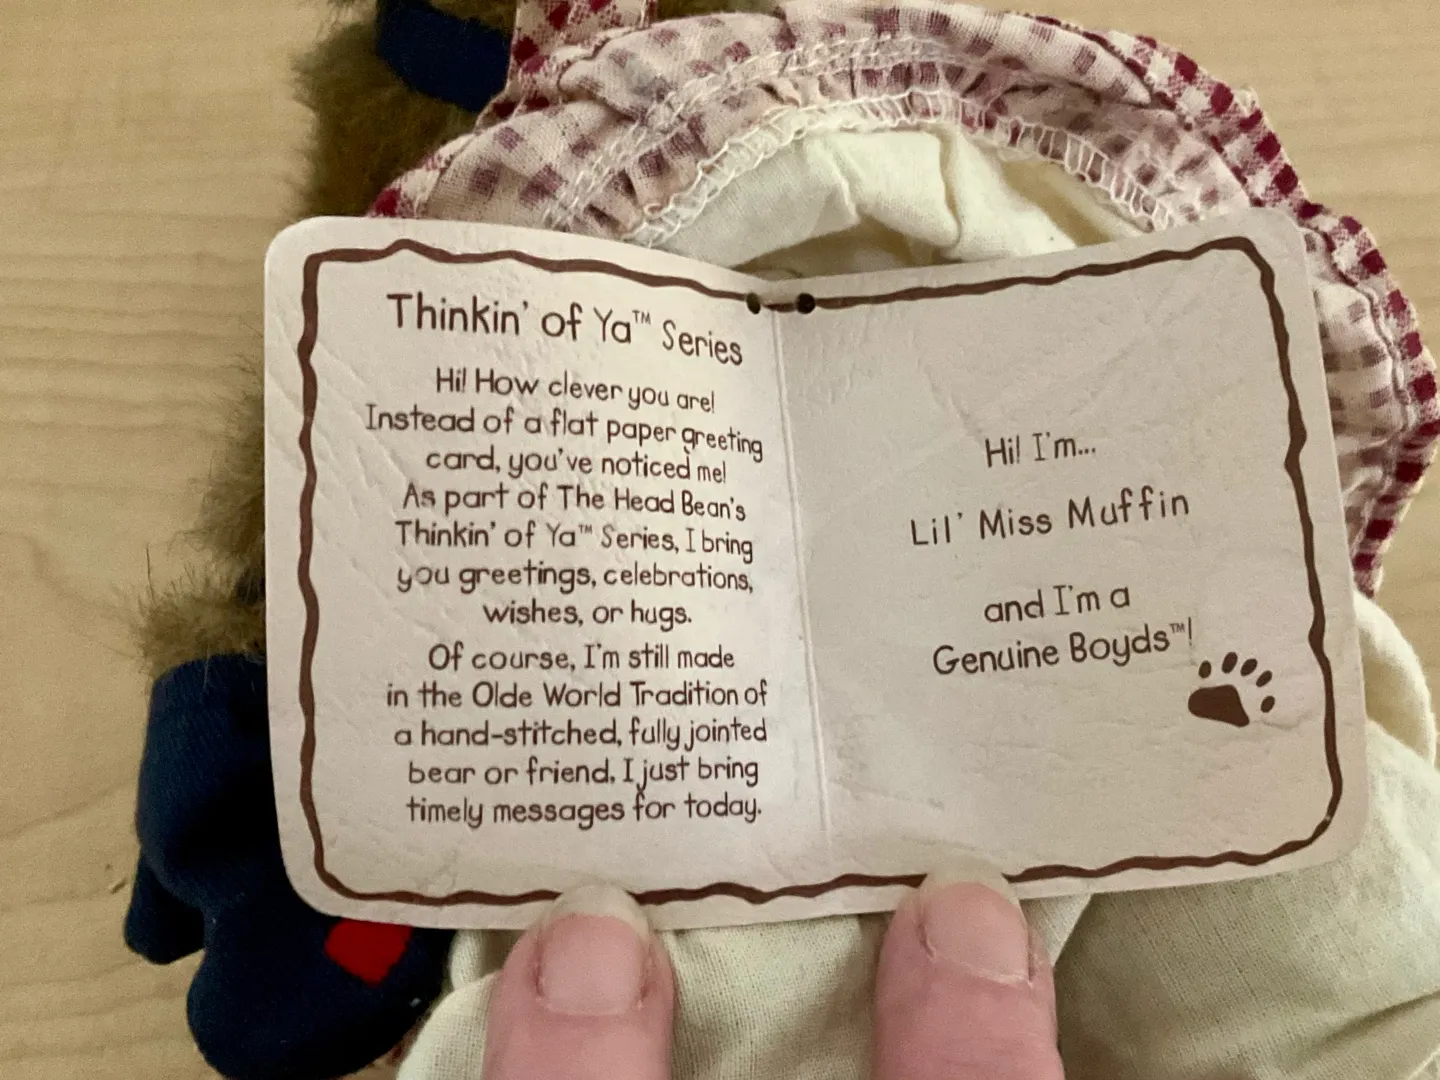 Thinkin' of Ya™ Series
Hi! How clever you are!
Instead of a flat paper greeting
card, you've noticed me!
As part of The Head Bean's
Thinkin' of Ya™ Series, I bring
you greetings, celebrations,
wishes, or hugs.
Of course, I'm still made
in the Olde World Tradition of
a hand-stitched, fully jointed
bear or friend, I just bring
timely messages for today.
Hi! I'm...
Lil' Miss Muffin
and I'm a
Genuine Boyds™!